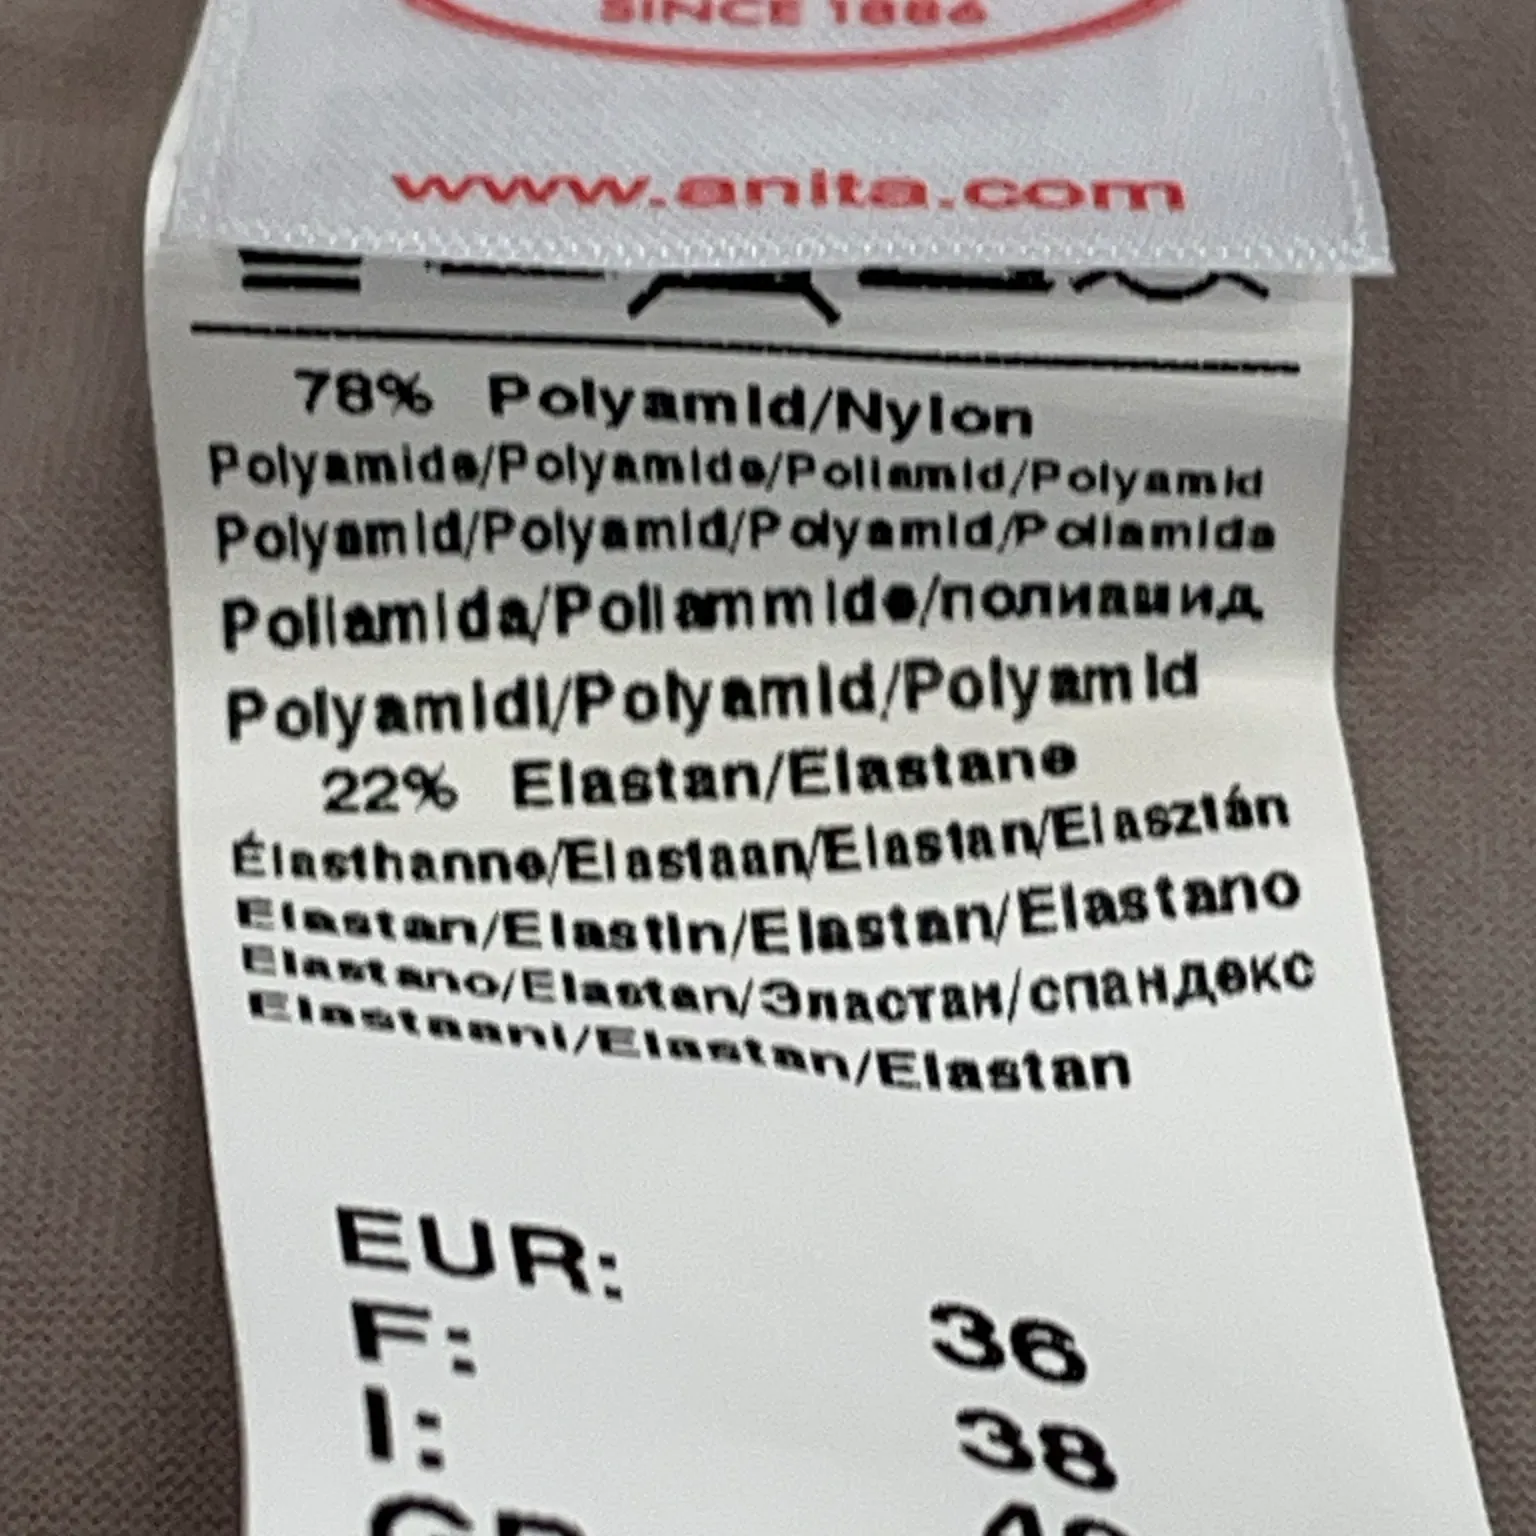 SINCE 1886
www.anita.com
78% Polyamid/Nylon
Polyamide/Polyamide/Poliamid/Polyamid
Polyamid/Polyamid/Polyamid/Poliamida
Poliamida/Poliammide/полиамид
Polyamidi/Polyamid/Polyamid
22% Elastan/Elastane
Élasthanne/Elastaan/Elastan/Elasztán
Elastan/Elastin/Elastan/Elastano
Elastano/Elastan/Эластан/спандекс
Elastaani/Elastan/Elastan
EUR: 36
F: 38
I: